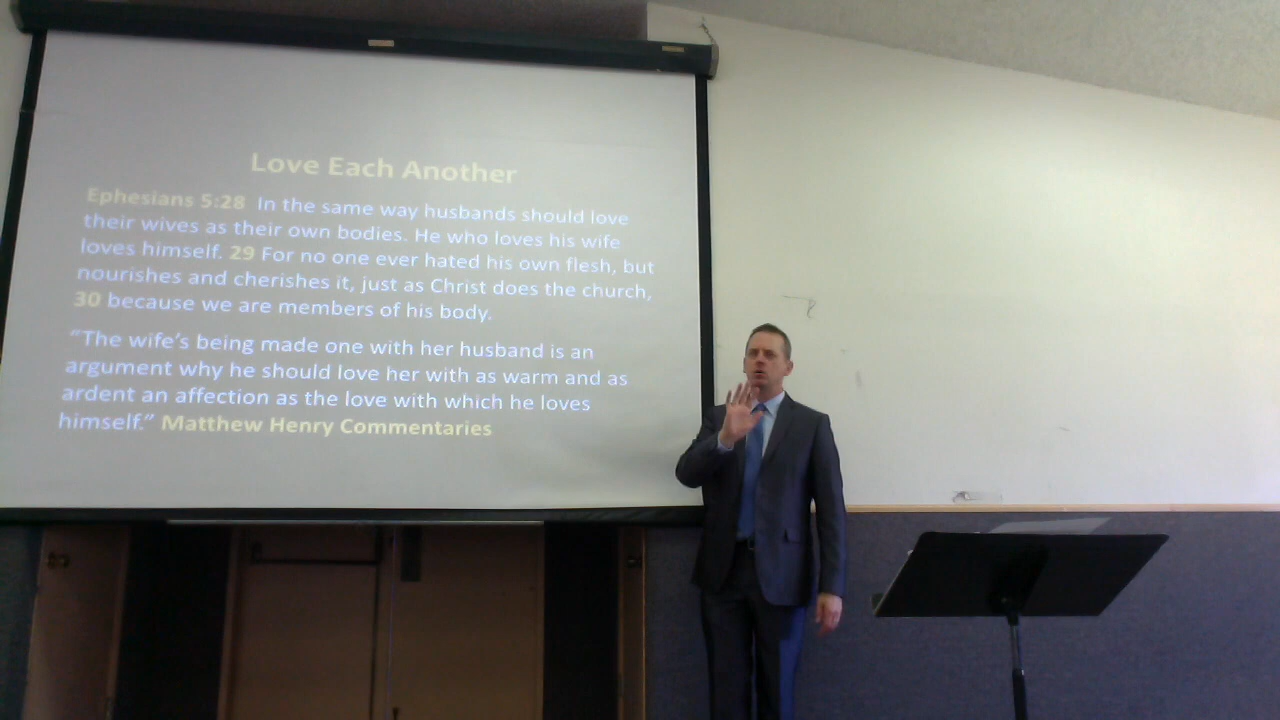 Love Each Another
Ephesians 5:28 In the same way husbands should love
their wives as their own bodies. He who loves his wife
loves himself. 29 For no one ever hated his own flesh, but
nourishes and cherishes it, just as Christ does the church,
30 because we are members of his body.
“The wife’s being made one with her husband is an
argument why he should love her with as warm and as
ardent an affection as the love with which he loves
himself.” Matthew Henry Commentaries